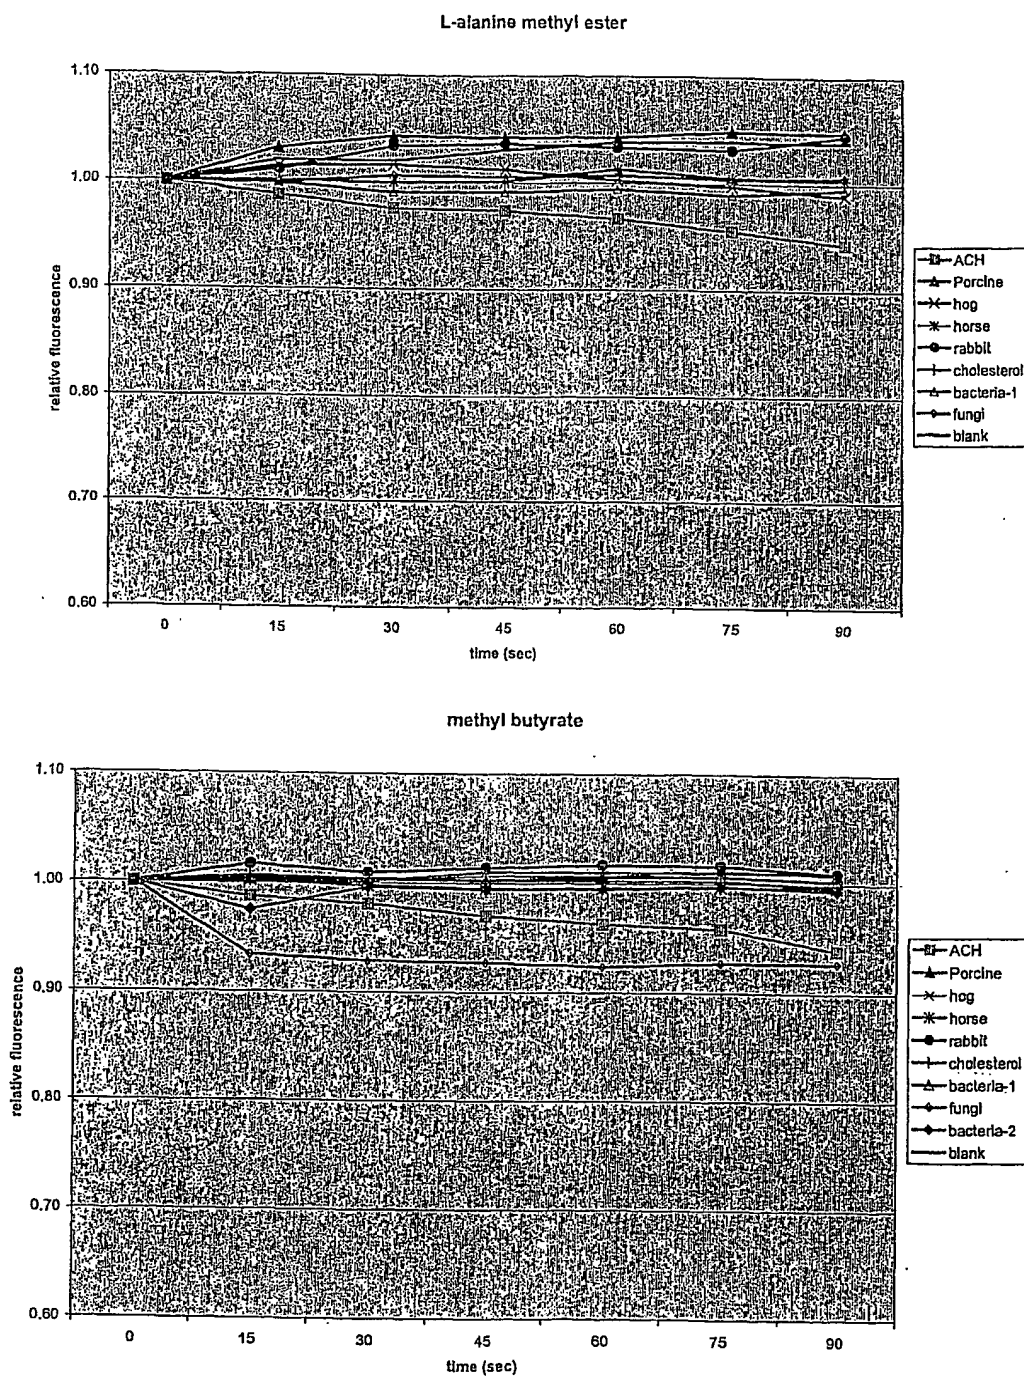 L-alanine methyl ester
1.10
1.00
0.90
0.80
0.70
0.60
relative fluorescence
0 15 30 45 60 75 90
time (sec)
ACH
Porcine
hog
horse
rabbit
cholesterol
bacteria-1
fungi
blank
methyl butyrate
1.10
1.00
0.90
0.80
0.70
0.60
relative fluorescence
0 15 30 45 60 75 90
time (sec)
ACH
Porcine
hog
horse
rabbit
cholesterol
bacteria-1
fungi
bacteria-2
blank